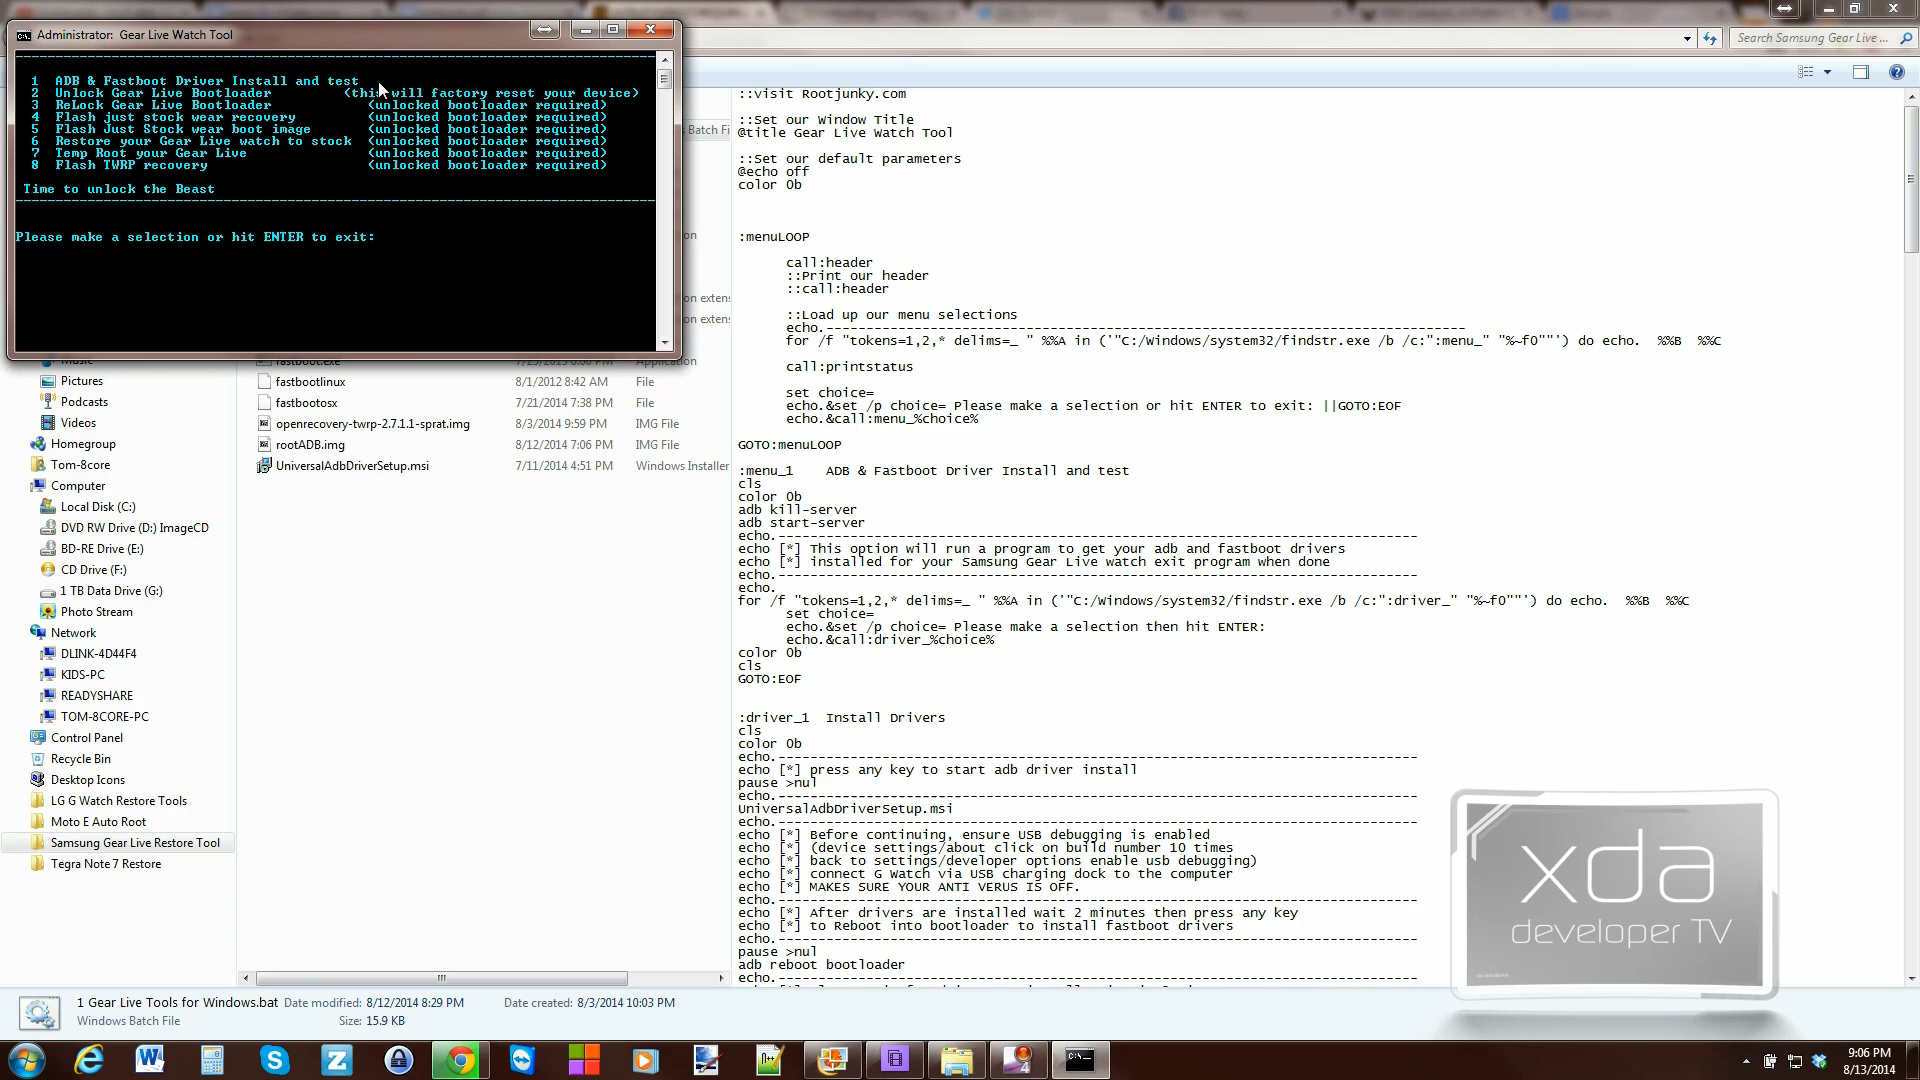 Administrator: Gear Live Watch Tool
1 ADB & Fastboot Driver Install and test
2 Unlock Gear Live Bootloader (this will factory reset your device)
3 ReLock Gear Live Bootloader (unlocked bootloader required)
4 Flash just stock wear recovery (unlocked bootloader required)
5 Flash Just Stock wear boot image (unlocked bootloader required)
6 Restore your Gear Live watch to stock (unlocked bootloader required)
7 Temp Root your Gear Live (unlocked bootloader required)
8 Flash TWRP recovery (unlocked bootloader required)
Time to unlock the Beast
Please make a selection or hit ENTER to exit:
Search Samsung Gear Live ...
s Batch Fi
on
on extens
on extens
Music
Pictures
Podcasts
Videos
Homegroup
Tom-8core
Computer
Local Disk (C:)
DVD RW Drive (D:) ImageCD
BD-RE Drive (E:)
CD Drive (F:)
1 TB Data Drive (G:)
Photo Stream
Network
DLINK-4D44F4
KIDS-PC
READYSHARE
TOM-8CORE-PC
Control Panel
Recycle Bin
Desktop Icons
LG G Watch Restore Tools
Moto E Auto Root
Samsung Gear Live Restore Tool
Tegra Note 7 Restore
fastboot.exe Application
fastbootlinux 8/1/2012 8:42 AM File
fastbootosx 7/21/2014 7:38 PM File
openrecovery-twrp-2.7.1.1-sprat.img 8/3/2014 9:59 PM IMG File
rootADB.img 8/12/2014 7:06 PM IMG File
UniversalAdbDriverSetup.msi 7/11/2014 4:51 PM Windows Installer
::visit Rootjunky.com
::Set our Window Title
@title Gear Live Watch Tool
::Set our default parameters
@echo off
color 0b
:menuLOOP
call:header
::Print our header
::call:header
::Load up our menu selections
echo.--------------------------------------------------------------------------------
for /f "tokens=1,2,* delims=_ " %%A in ('"C:/Windows/system32/findstr.exe /b /c:":menu_" "%~f0""') do echo.  %%B  %%C
call:printstatus
set choice=
echo.&set /p choice= Please make a selection or hit ENTER to exit: ||GOTO:EOF
echo.&call:menu_%choice%
GOTO:menuLOOP
:menu_1    ADB & Fastboot Driver Install and test
cls
color 0b
adb kill-server
adb start-server
echo.--------------------------------------------------------------------------------
echo [*] This option will run a program to get your adb and fastboot drivers
echo [*] installed for your Samsung Gear Live watch exit program when done
echo.--------------------------------------------------------------------------------
echo.
for /f "tokens=1,2,* delims=_ " %%A in ('"C:/Windows/system32/findstr.exe /b /c:":driver_" "%~f0""') do echo.  %%B  %%C
set choice=
echo.&set /p choice= Please make a selection then hit ENTER:
echo.&call:driver_%choice%
color 0b
cls
GOTO:EOF
:driver_1  Install Drivers
cls
color 0b
echo.--------------------------------------------------------------------------------
echo [*] press any key to start adb driver install
pause >nul
echo.--------------------------------------------------------------------------------
UniversalAdbDriverSetup.msi
echo.--------------------------------------------------------------------------------
echo [*] Before continuing, ensure USB debugging is enabled
echo [*] (device settings/about click on build number 10 times
echo [*] back to settings/developer options enable usb debugging)
echo [*] connect G Watch via USB charging dock to the computer
echo [*] MAKES SURE YOUR ANTI VERUS IS OFF.
echo.--------------------------------------------------------------------------------
echo [*] After drivers are installed wait 2 minutes then press any key
echo [*] to Reboot into bootloader to install fastboot drivers
echo.--------------------------------------------------------------------------------
pause >nul
adb reboot bootloader
echo.--------------------------------------------------------------------------------
xda
developer TV
1 Gear Live Tools for Windows.bat Date modified: 8/12/2014 8:29 PM Date created: 8/3/2014 10:03 PM
Windows Batch File Size: 15.9 KB
9:06 PM
8/13/2014